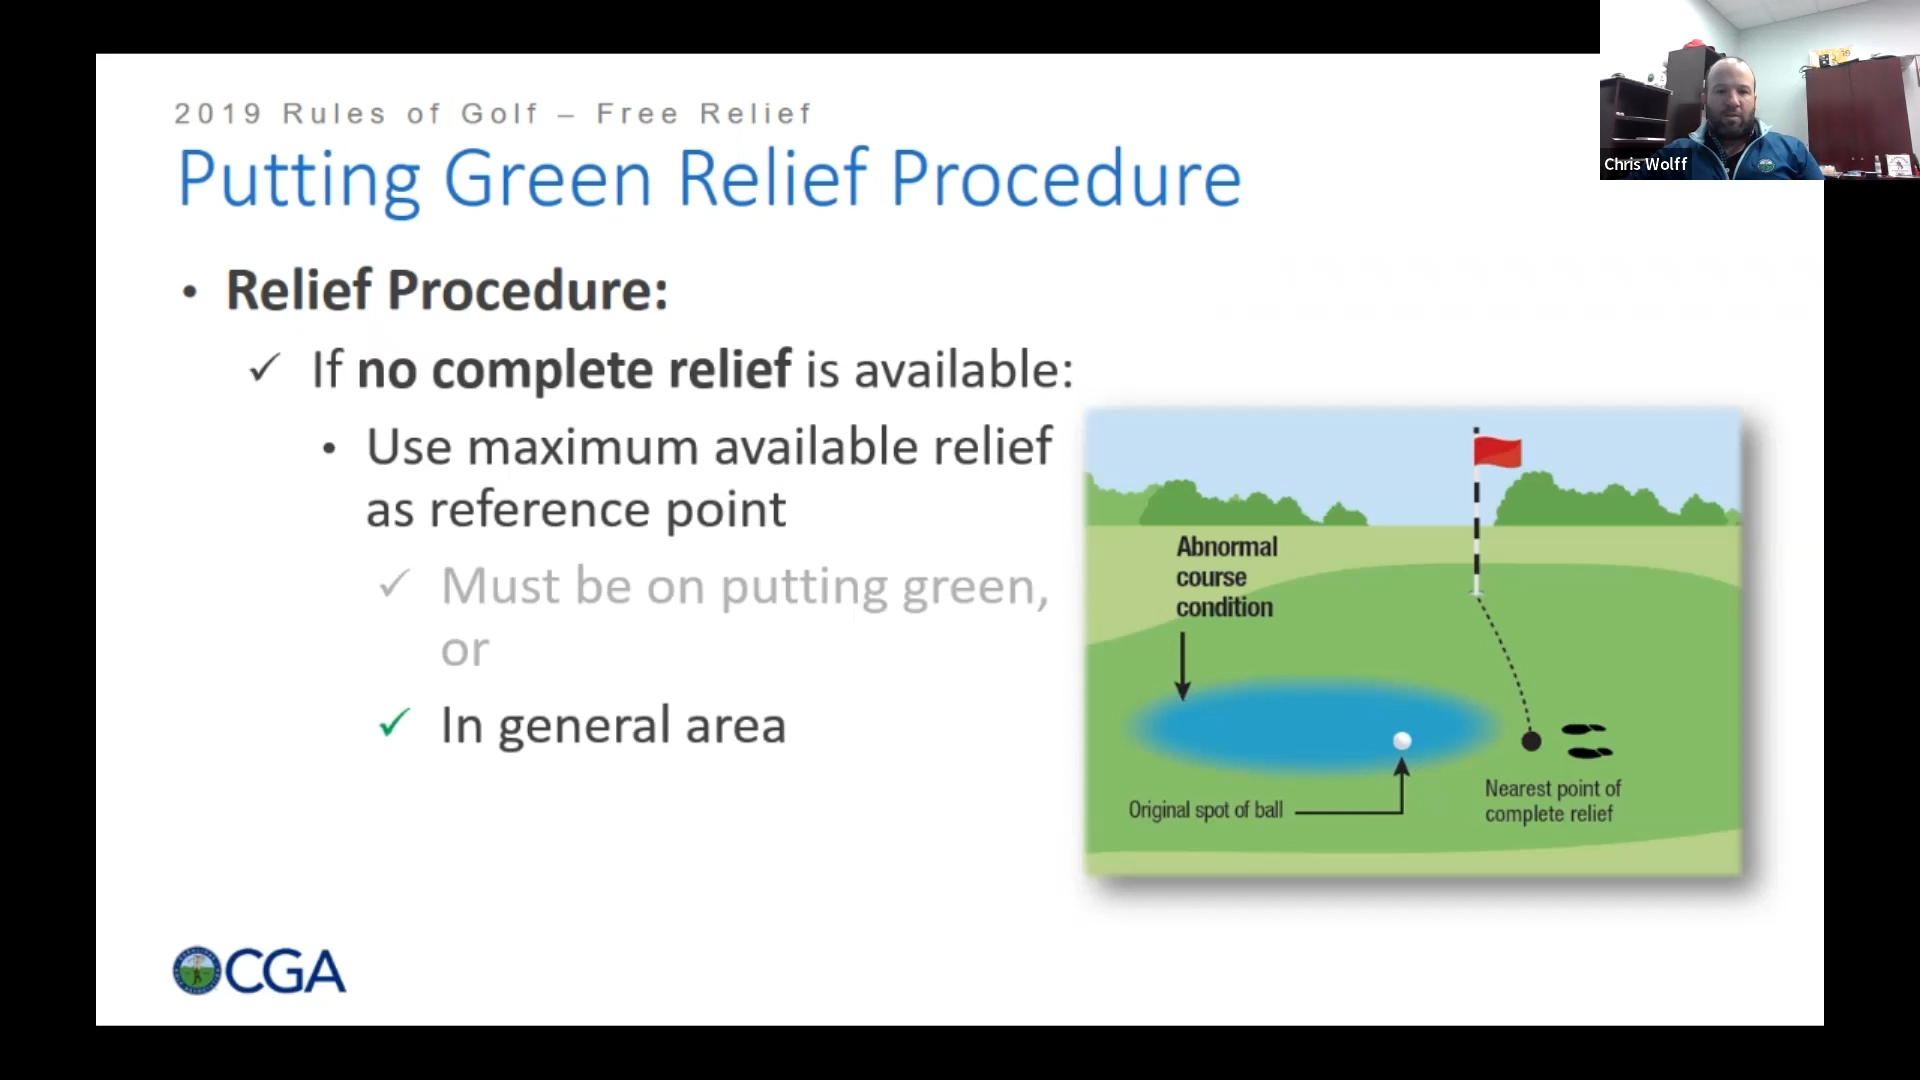 2019 Rules of Golf – Free Relief
Putting Green Relief Procedure
• Relief Procedure:
✓ If no complete relief is available:
• Use maximum available relief
as reference point
✓ Must be on putting green,
or
✓ In general area
Abnormal
course
condition
Original spot of ball
Nearest point of
complete relief
CGA
Chris Wolff